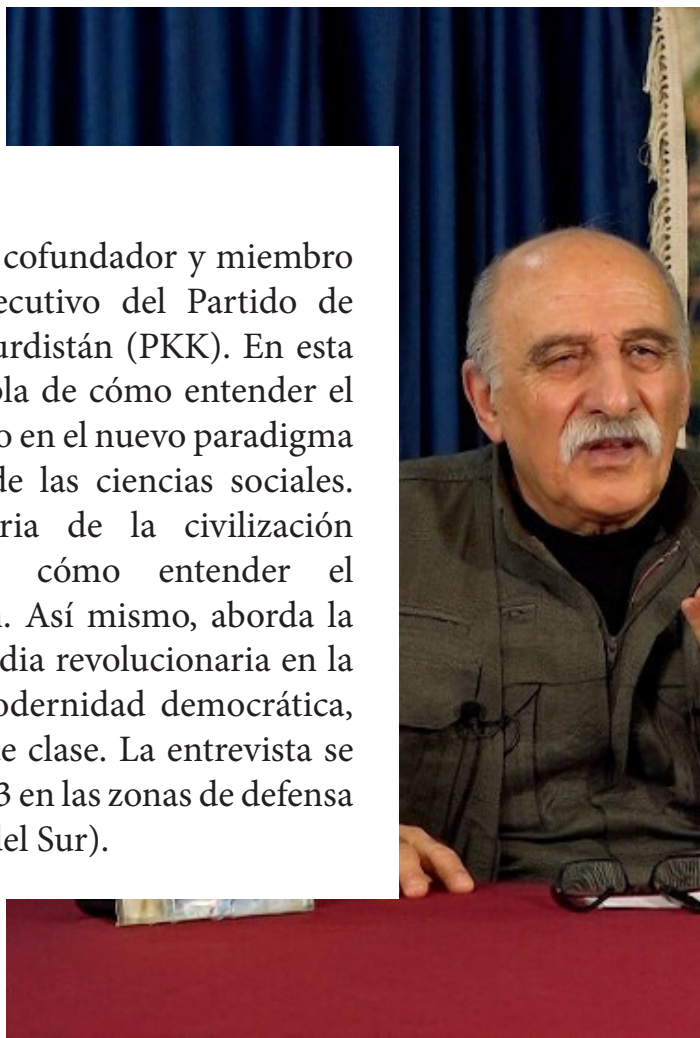 cofundador y miembro
ecutivo del Partido de
urdistán (PKK). En esta
la de cómo entender el
o en el nuevo paradigma
de las ciencias sociales.
ria de la civilización
cómo entender el
. Así mismo, aborda la
dia revolucionaria en la
odernidad democrática,
e clase. La entrevista se
3 en las zonas de defensa
el Sur).